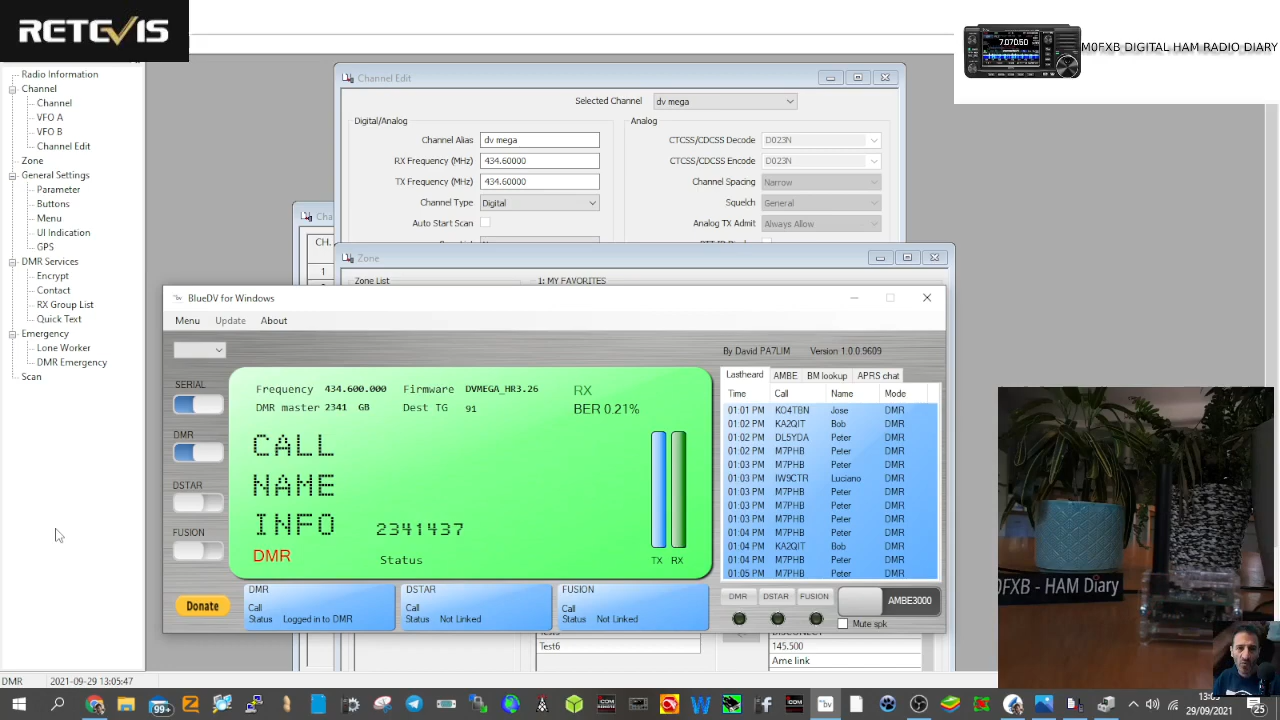 RETEVIS
7.070.60
M0FXB DIGITAL HAM RADIO DIARY
Radio Information
Channel
Channel
VFO A
VFO B
Channel Edit
Zone
General Settings
Parameter
Buttons
Menu
UI Indication
GPS
DMR Services
Encrypt
Contact
RX Group List
Quick Text
Emergency
Lone Worker
DMR Emergency
Scan
Channel Edit
Selected Channel dv mega
Digital/Analog
Channel Alias dv mega
RX Frequency (MHz) 434.60000
TX Frequency (MHz) 434.60000
Channel Type Digital
Auto Start Scan
Analog
CTCSS/CDCSS Decode D023N
CTCSS/CDCSS Encode D023N
Channel Spacing Narrow
Squelch General
Analog TX Admit Always Allow
Cha
CH.
1
Zone
Zone List
1: MY FAVORITES
BlueDV for Windows
Menu Update About
By David PA7LIM Version 1.0.0.9609
SERIAL
DMR
DSTAR
FUSION
Donate
Frequency 434.600.000 Firmware DVMEGA_HR3.26 RX
DMR master 2341 GB Dest TG 91 BER 0.21%
CALL
NAME
INFO 2341437
DMR Status
TX RX
Lastheard AMBE BM lookup APRS chat
Time Call Name Mode
01:01 PM KO4TBN Jose DMR
01:02 PM KA2QIT Bob DMR
01:02 PM DL5YDA Peter DMR
01:02 PM M7PHB Peter DMR
01:03 PM M7PHB Peter DMR
01:03 PM IW9CTR Luciano DMR
01:03 PM M7PHB Peter DMR
01:03 PM M7PHB Peter DMR
01:03 PM M7PHB Peter DMR
01:04 PM M7PHB Peter DMR
01:04 PM KA2QIT Bob DMR
01:04 PM M7PHB Peter DMR
01:05 PM M7PHB Peter DMR
DMR
Call
Status Logged in to DMR
DSTAR
Call
Status Not Linked
FUSION
Call
Status Not Linked
DMR DSTAR FUSION AMBE3000
Mute spk
Test6
DISCONNECT
145.500
Ame link
0FXB - HAM Diary
DMR 2021-09-29 13:05:47
99+
29/09/2021
25